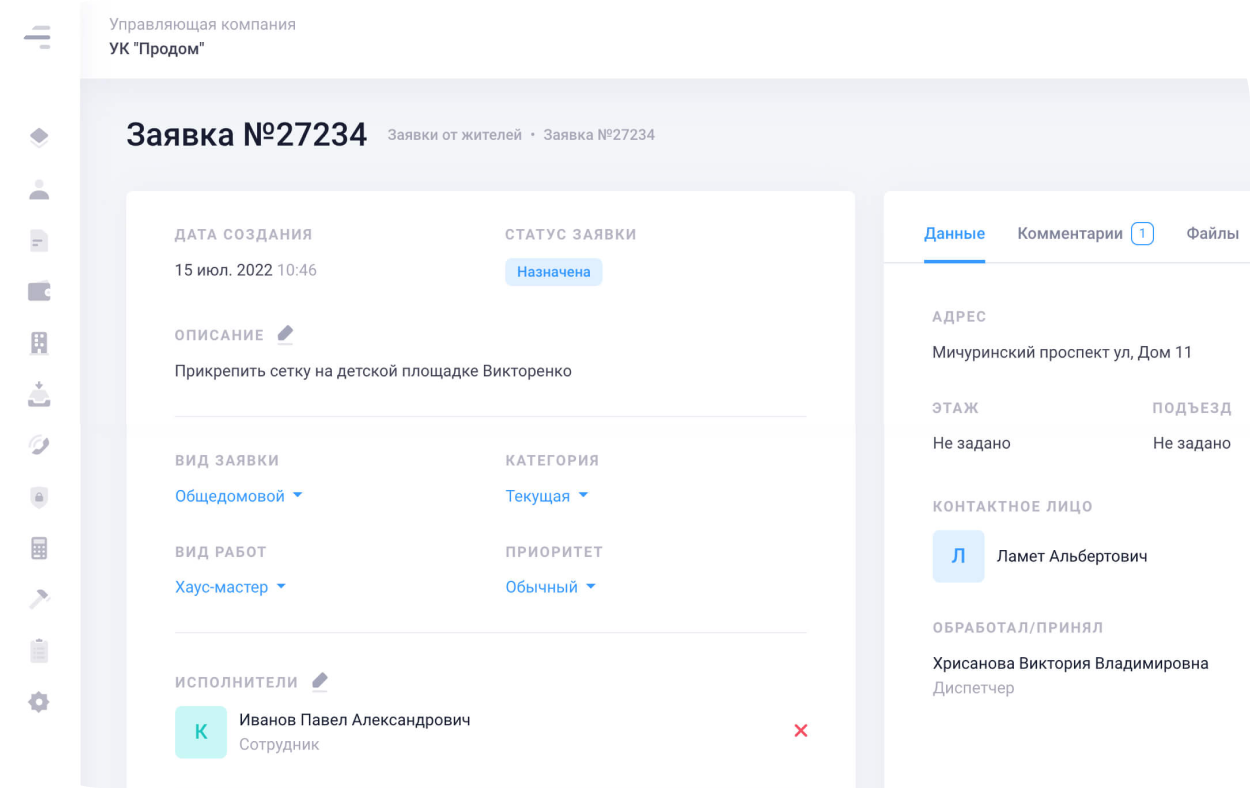 Управляющая компания
УК "Продом"
Заявка №27234
Заявки от жителей • Заявка №27234
ДАТА СОЗДАНИЯ
15 июл. 2022 10:46
СТАТУС ЗАЯВКИ
Назначена
ОПИСАНИЕ
Прикрепить сетку на детской площадке Викторенко
ВИД ЗАЯВКИ
Общедомовой
КАТЕГОРИЯ
Текущая
ВИД РАБОТ
Хаус-мастер
ПРИОРИТЕТ
Обычный
ИСПОЛНИТЕЛИ
К
Иванов Павел Александрович
Сотрудник
Данные Комментарии 1 Файлы
АДРЕС
Мичуринский проспект ул, Дом 11
ЭТАЖ
Не задано
ПОДЪЕЗД
Не задано
КОНТАКТНОЕ ЛИЦО
Л
Ламет Альбертович
ОБРАБОТАЛ/ПРИНЯЛ
Хрисанова Виктория Владимировна
Диспетчер